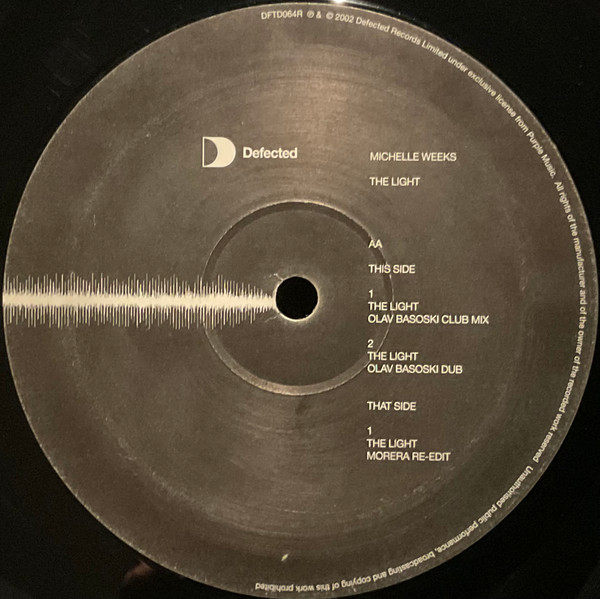 DFTD064R ℗ & © 2002 Defected Records Limited under exclusive license from Purple Music. All rights of the manufacturer and of the owner of the recorded work reserved. Unauthorised public performance, broadcasting and copying of this work prohibited
Defected
MICHELLE WEEKS
THE LIGHT
AA
THIS SIDE
1
THE LIGHT
OLAV BASOSKI CLUB MIX
2
THE LIGHT
OLAV BASOSKI DUB
THAT SIDE
1
THE LIGHT
MORERA RE-EDIT